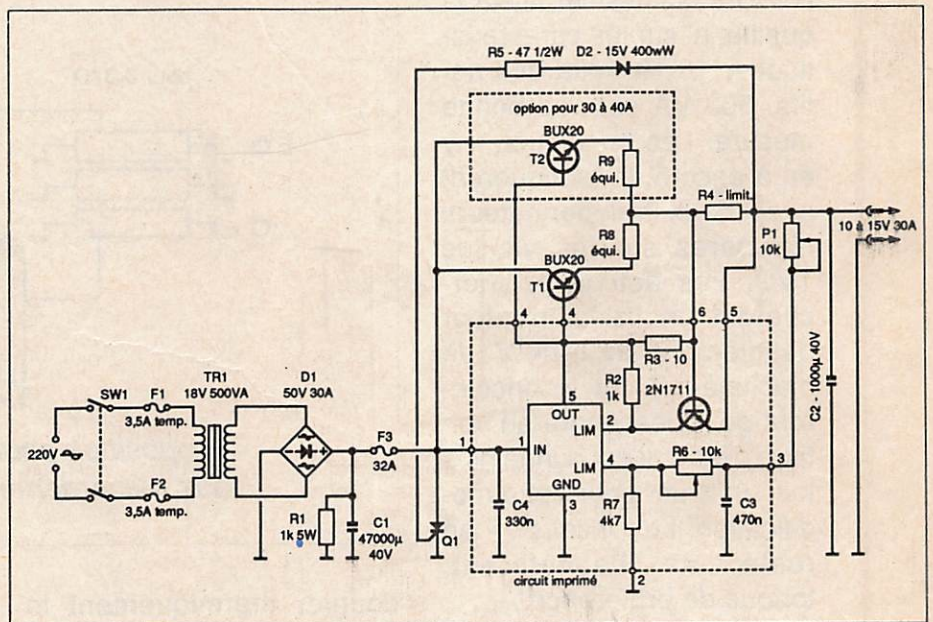 R5 - 47 1/2W
D2 - 15V 400wW
option pour 30 à 40A
BUX20
T2
R9
équi.
R4 - limit.
R8
équi.
P1
10k
10 à 15V 30A
BUX20
T1
4
4
6
5
R3 - 10
R2
1k
2N1711
C2 - 1000µ 40V
SW1
F1
3,5A temp.
TR1
18V 500VA
D1
50V 30A
F3
32A
220V
F2
3,5A temp.
R1
1k 5W
C1
47000µ
40V
Q1
1
1
IN
5
OUT
LIM
2
LIM
4
GND
3
R6 - 10k
3
C4
330n
R7
4k7
C3
470n
circuit imprimé
2